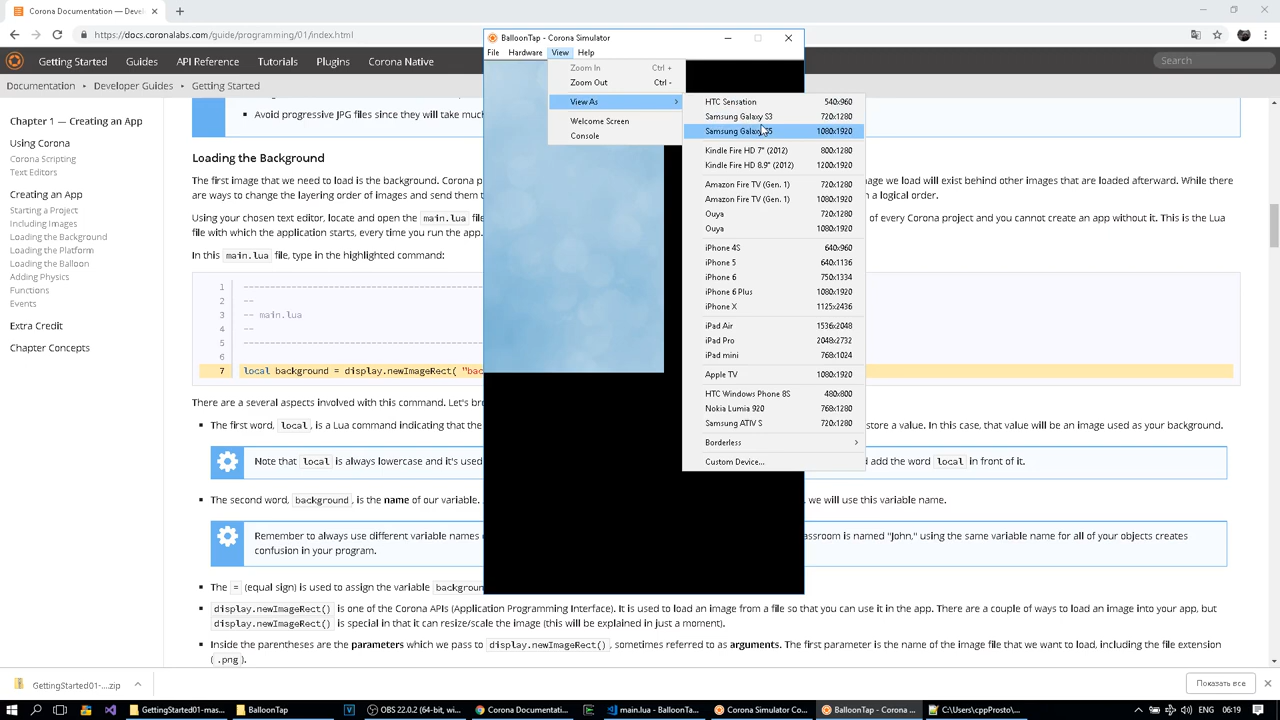 Corona Documentation — Devel
https://docs.coronalabs.com/guide/programming/01/index.html
Getting Started
Guides
API Reference
Tutorials
Plugins
Corona Native
Search
Documentation > Developer Guides > Getting Started
Chapter 1 — Creating an App
Using Corona
Corona Scripting
Text Editors
Creating an App
Starting a Project
Including Images
Loading the Background
Loading the Platform
Loading the Balloon
Adding Physics
Functions
Events
Extra Credit
Chapter Concepts
Avoid progressive JPG files since they will take much
Loading the Background
The first image that we need to load is the background. Corona p
age we load will exist behind other images that are loaded afterward. While there
are ways to change the layering order of images and send
n a logical order.
Using your chosen text editor, locate and open the main.lua file
of every Corona project and you cannot create an app without it. This is the Lua
file with which the application starts, every time you run the app.
In this main.lua file, type in the highlighted command:
1
2
3
4
5
6
7
--
-- main.lua
--
local background = display.newImageRect( "bac
There are a several aspects involved with this command. Let's br
The first word, local, is a Lua command indicating that the
store a value. In this case, that value will be an image used as your background.
Note that local is always lowercase and it's used
add the word local in front of it.
The second word, background, is the name of our variable.
we will use this variable name.
Remember to always use different variable names
assroom is named "John," using the same variable name for all of your objects creates
confusion in your program.
The = (equal sign) is used to assign the variable background
display.newImageRect() is one of the Corona APIs (Application Programming Interface). It is used to load an image from a file so that you can use it in the app. There are a couple of ways to load an image into your app, but
display.newImageRect() is special in that it can resize/scale the image (this will be explained in just a moment).
Inside the parentheses are the parameters which we pass to display.newImageRect(), sometimes referred to as arguments. The first parameter is the name of the image file that we want to load, including the file extension
(.png).
BalloonTap - Corona Simulator
File Hardware View Help
Zoom In Ctrl +
Zoom Out Ctrl -
View As
Welcome Screen
Console
HTC Sensation 540x960
Samsung Galaxy S3 720x1280
Samsung Galaxy S5 1080x1920
Kindle Fire HD 7" (2012) 800x1280
Kindle Fire HD 8.9" (2012) 1200x1920
Amazon Fire TV (Gen. 1) 720x1280
Amazon Fire TV (Gen. 1) 1080x1920
Ouya 720x1280
Ouya 1080x1920
iPhone 4S 640x960
iPhone 5 640x1136
iPhone 6 750x1334
iPhone 6 Plus 1080x1920
iPhone X 1125x2436
iPad Air 1536x2048
iPad Pro 2048x2732
iPad mini 768x1024
Apple TV 1080x1920
HTC Windows Phone 8S 480x800
Nokia Lumia 920 768x1280
Samsung ATIV S 720x1280
Borderless
Custom Device...
GettingStarted01-....zip
Показать все
GettingStarted01-mas...
BalloonTap
OBS 22.0.2 (64-bit, wi...
Corona Documentati...
main.lua - BalloonTa...
Corona Simulator Co...
BalloonTap - Corona ...
C:\cppProsto\...
ENG
06:19